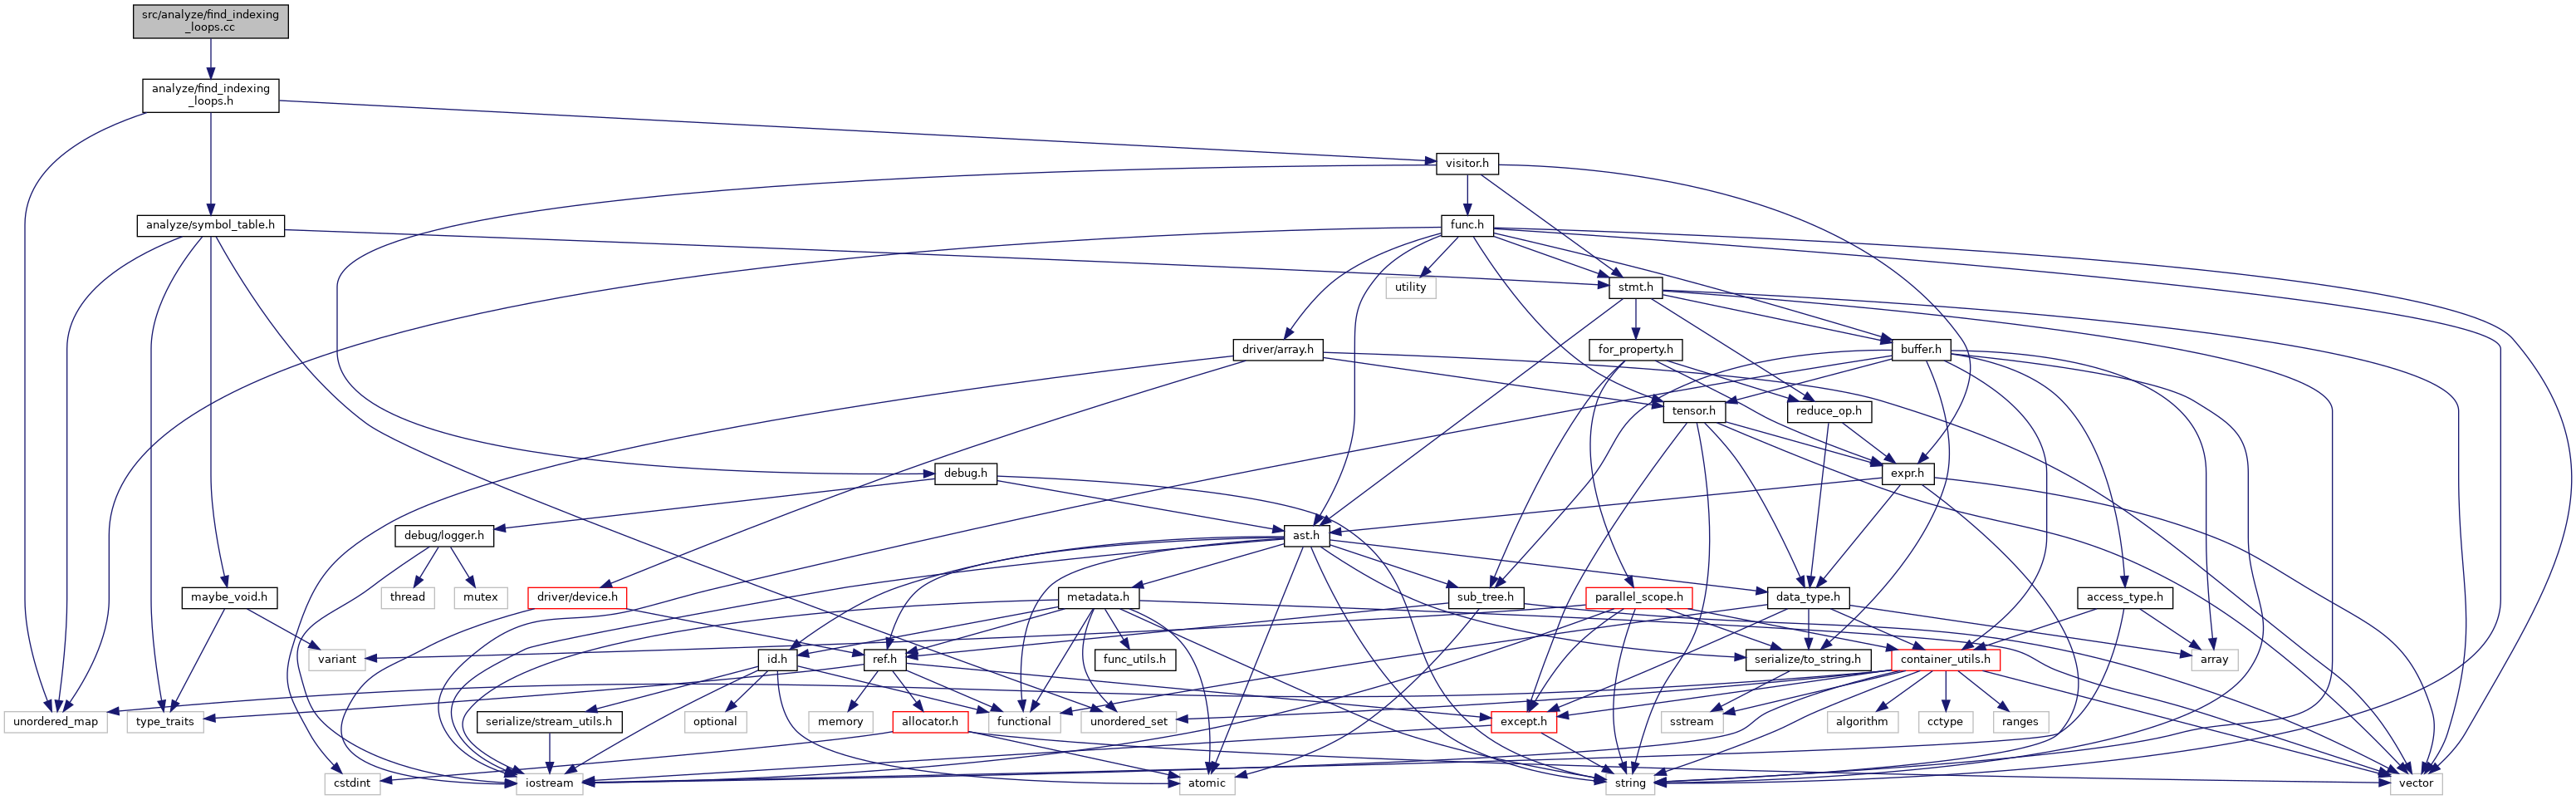 src/analyze/find_indexing
_loops.cc
analyze/find_indexing
_loops.h
visitor.h
analyze/symbol_table.h
func.h
utility
stmt.h
driver/array.h
for_property.h
buffer.h
tensor.h
reduce_op.h
debug.h
expr.h
debug/logger.h
ast.h
maybe_void.h
thread
mutex
driver/device.h
metadata.h
sub_tree.h
parallel_scope.h
data_type.h
access_type.h
variant
id.h
ref.h
func_utils.h
serialize/to_string.h
container_utils.h
array
unordered_map
type_traits
serialize/stream_utils.h
optional
memory
allocator.h
functional
unordered_set
except.h
sstream
algorithm
cctype
ranges
cstdint
iostream
atomic
string
vector